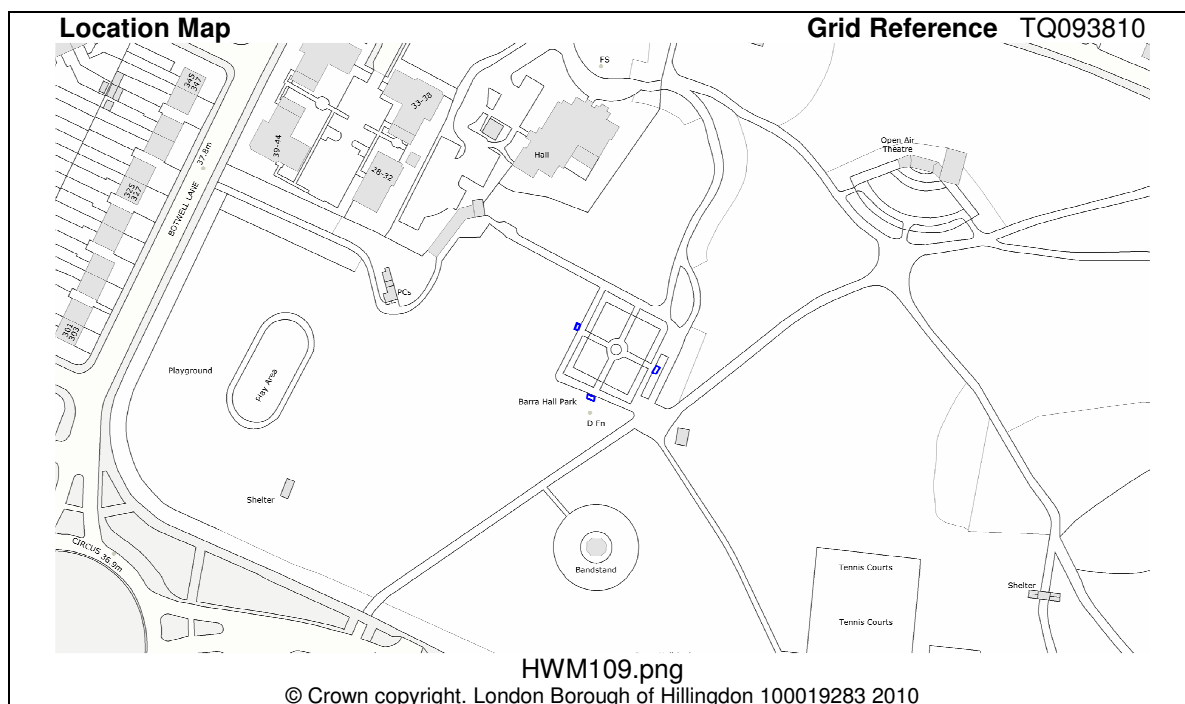 Location Map
Grid Reference TQ093810
FS
345
347
33-38
Open Air
Theatre
37.8m
39-44
Hall
28-32
325
327
BOTWELL LANE
PCs
301
303
Playground
Play Area
Barra Hall Park
D Fn
Shelter
CIRCUS 36.9m
Bandstand
Tennis Courts
Shelter
Tennis Courts
HWM109.png
© Crown copyright. London Borough of Hillingdon 100019283 2010